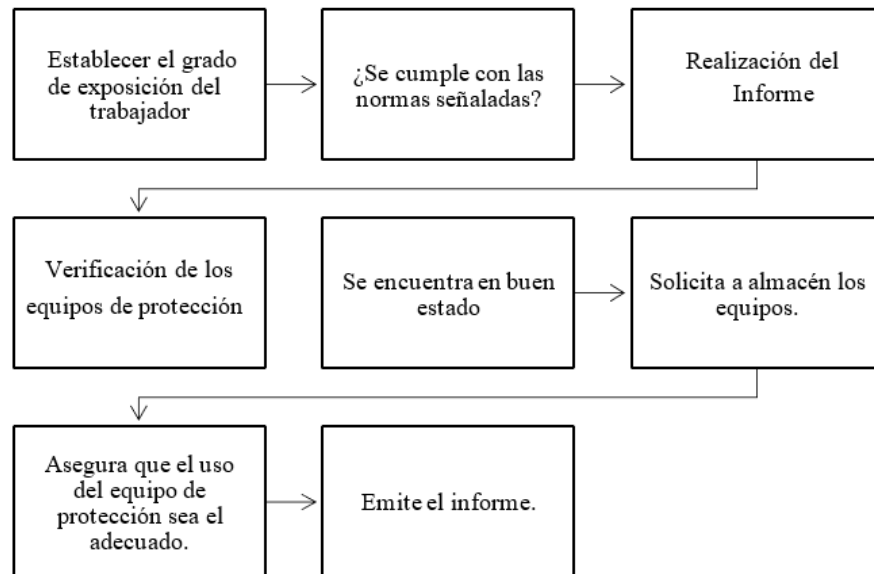 Establecer el grado
de exposición del
trabajador
¿Se cumple con las
normas señaladas?
Realización del
Informe
Verificación de los
equipos de protección
Se encuentra en buen
estado
Solicita a almacén los
equipos.
Asegura que el uso
del equipo de
protección sea el
adecuado.
Emite el informe.